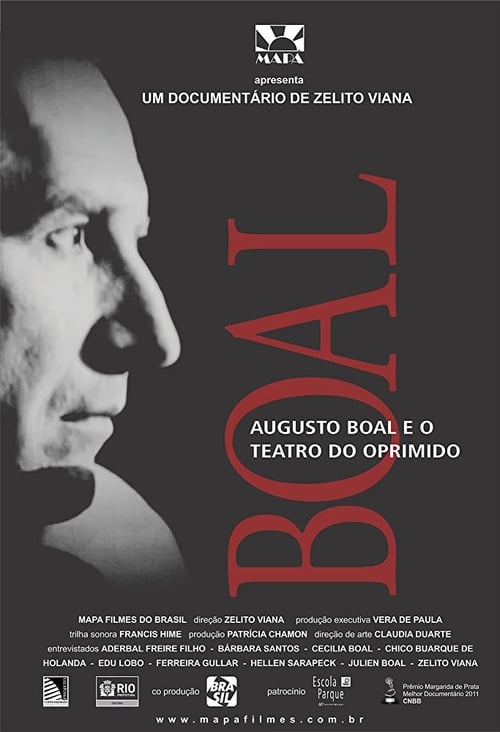 MAPA
apresenta
UM DOCUMENTÁRIO DE ZELITO VIANA
BOAL
AUGUSTO BOAL E O
TEATRO DO OPRIMIDO
MAPA FILMES DO BRASIL direção ZELITO VIANA produção executiva VERA DE PAULA
trilha sonora FRANCIS HIME produção PATRÍCIA CHAMON direção de arte CLAUDIA DUARTE
entrevistados ADERBAL FREIRE FILHO - BÁRBARA SANTOS - CECILIA BOAL - CHICO BUARQUE DE
HOLANDA - EDU LOBO - FERREIRA GULLAR - HELLEN SARAPECK - JULIEN BOAL - ZELITO VIANA
RIO
co produção
BRASIL
patrocínio
Escola
Parque
Prêmio Margarida de Prata
Melhor Documentário 2011
CNBB
www.mapafilmes.com.br